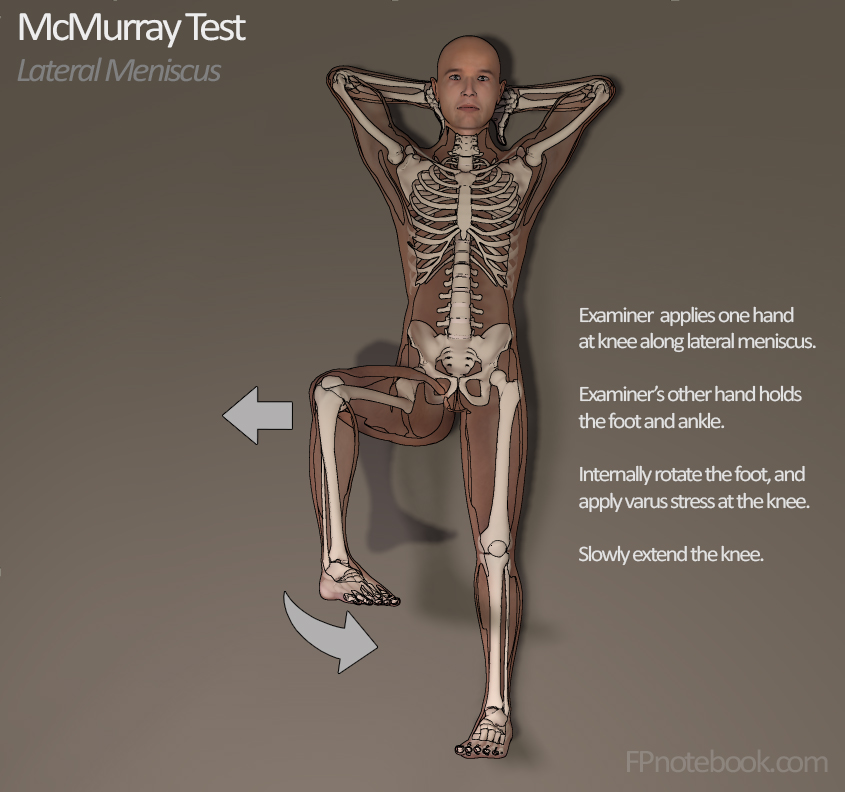 McMurray Test
Lateral Meniscus
Examiner applies one hand
at knee along lateral meniscus.
Examiner's other hand holds
the foot and ankle.
Internally rotate the foot, and
apply varus stress at the knee.
Slowly extend the knee.
FPnotebook.com